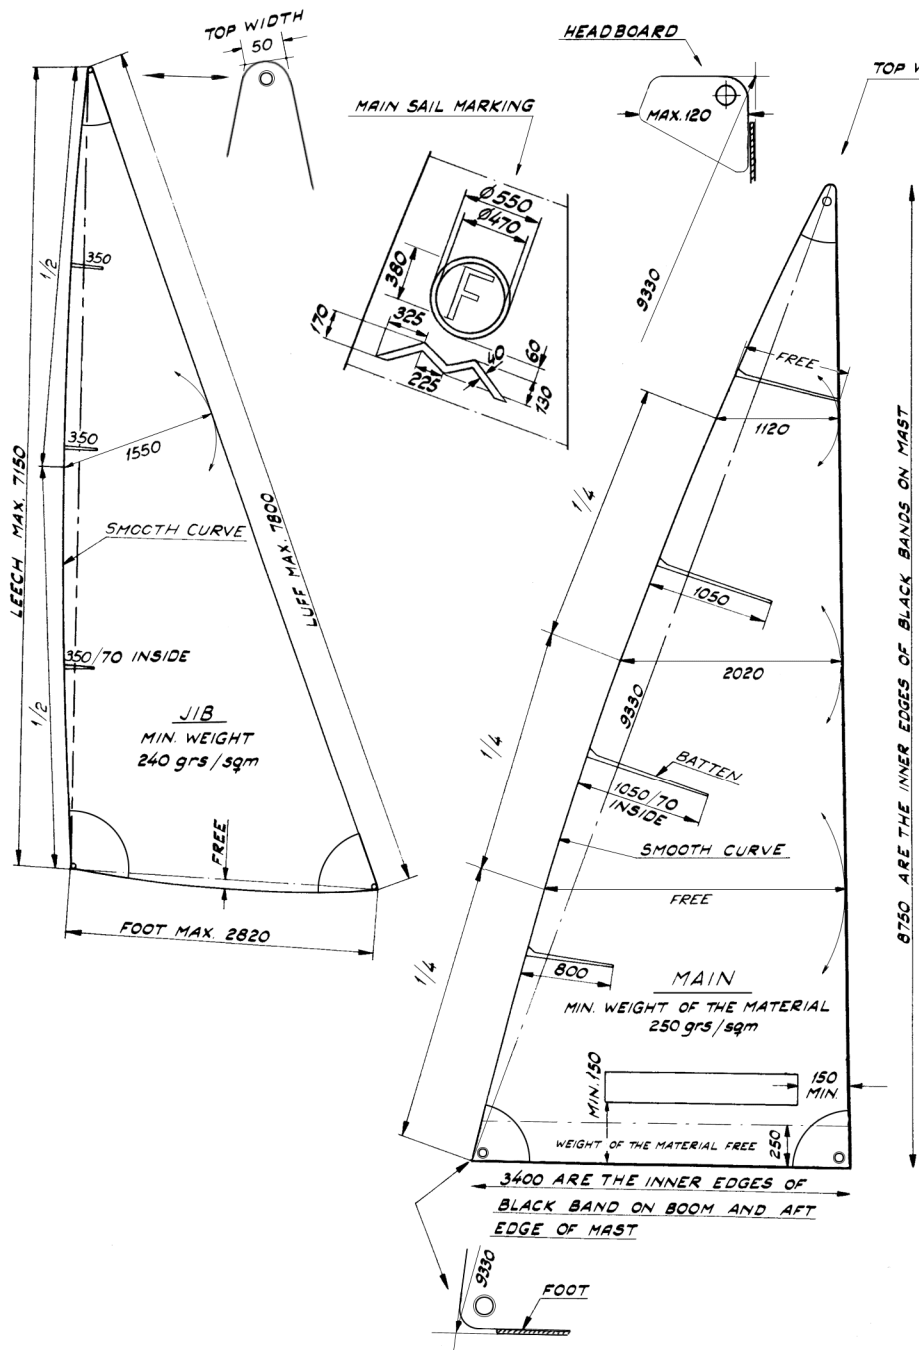 TOP WIDTH
50
HEADBOARD
TOP W
MAX. 120
MAIN SAIL MARKING
Ø 550
Ø470
380
F
170
325
225
40
60
130
9330
350
1/2
LEECH MAX. 7150
350
1550
SMOOTH CURVE
LUFF MAX. 7800
350/70 INSIDE
1/2
JIB
MIN. WEIGHT
240 grs/sqm
FREE
FOOT MAX. 2820
FREE
1120
1/4
1050
2020
9330
1/4
BATTEN
1050/70
INSIDE
SMOOTH CURVE
FREE
1/4
800
MAIN
MIN. WEIGHT OF THE MATERIAL
250 grs/sqm
8750 ARE THE INNER EDGES OF BLACK BANDS ON MAST
MIN. 150
150
MIN.
WEIGHT OF THE MATERIAL FREE
250
3400 ARE THE INNER EDGES OF
BLACK BAND ON BOOM AND AFT
EDGE OF MAST
9330
FOOT